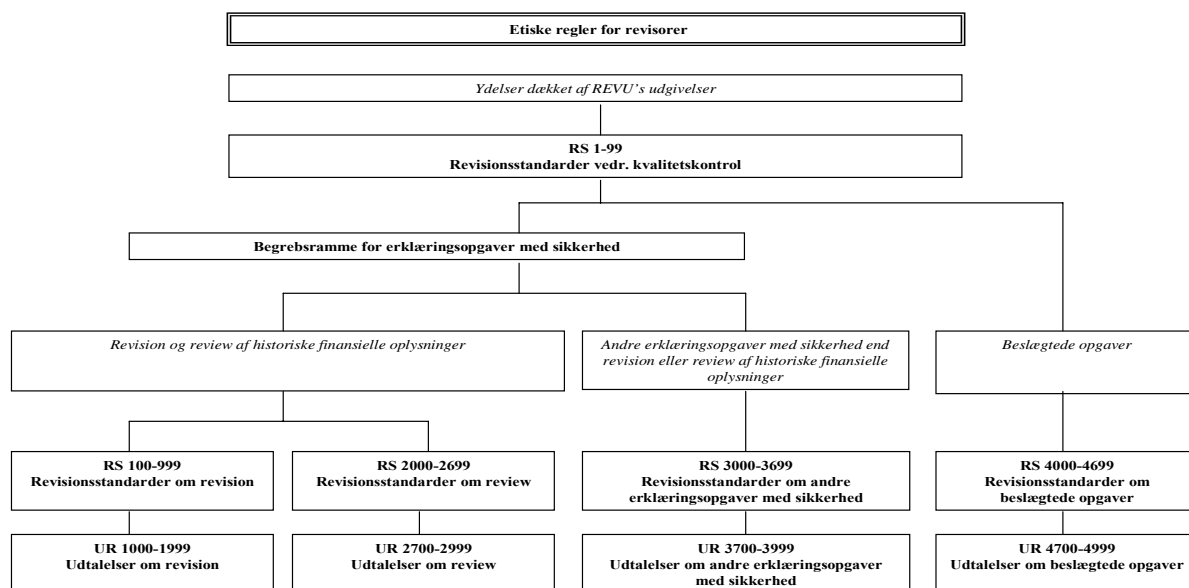 Etiske regler for revisorer
Ydelser dækket af REVU's udgivelser
RS 1-99
Revisionsstandarder vedr. kvalitetskontrol
Begrebsramme for erklæringsopgaver med sikkerhed
Revision og review af historiske finansielle oplysninger
Andre erklæringsopgaver med sikkerhed end
revision eller review af historiske finansielle
oplysninger
Beslægtede opgaver
RS 100-999
Revisionsstandarder om revision
RS 2000-2699
Revisionsstandarder om review
RS 3000-3699
Revisionsstandarder om andre
erklæringsopgaver med sikkerhed
RS 4000-4699
Revisionsstandarder om
beslægtede opgaver
UR 1000-1999
Udtalelser om revision
UR 2700-2999
Udtalelser om review
UR 3700-3999
Udtalelser om andre erklæringsopgaver
med sikkerhed
UR 4700-4999
Udtalelser om beslægtede opgaver